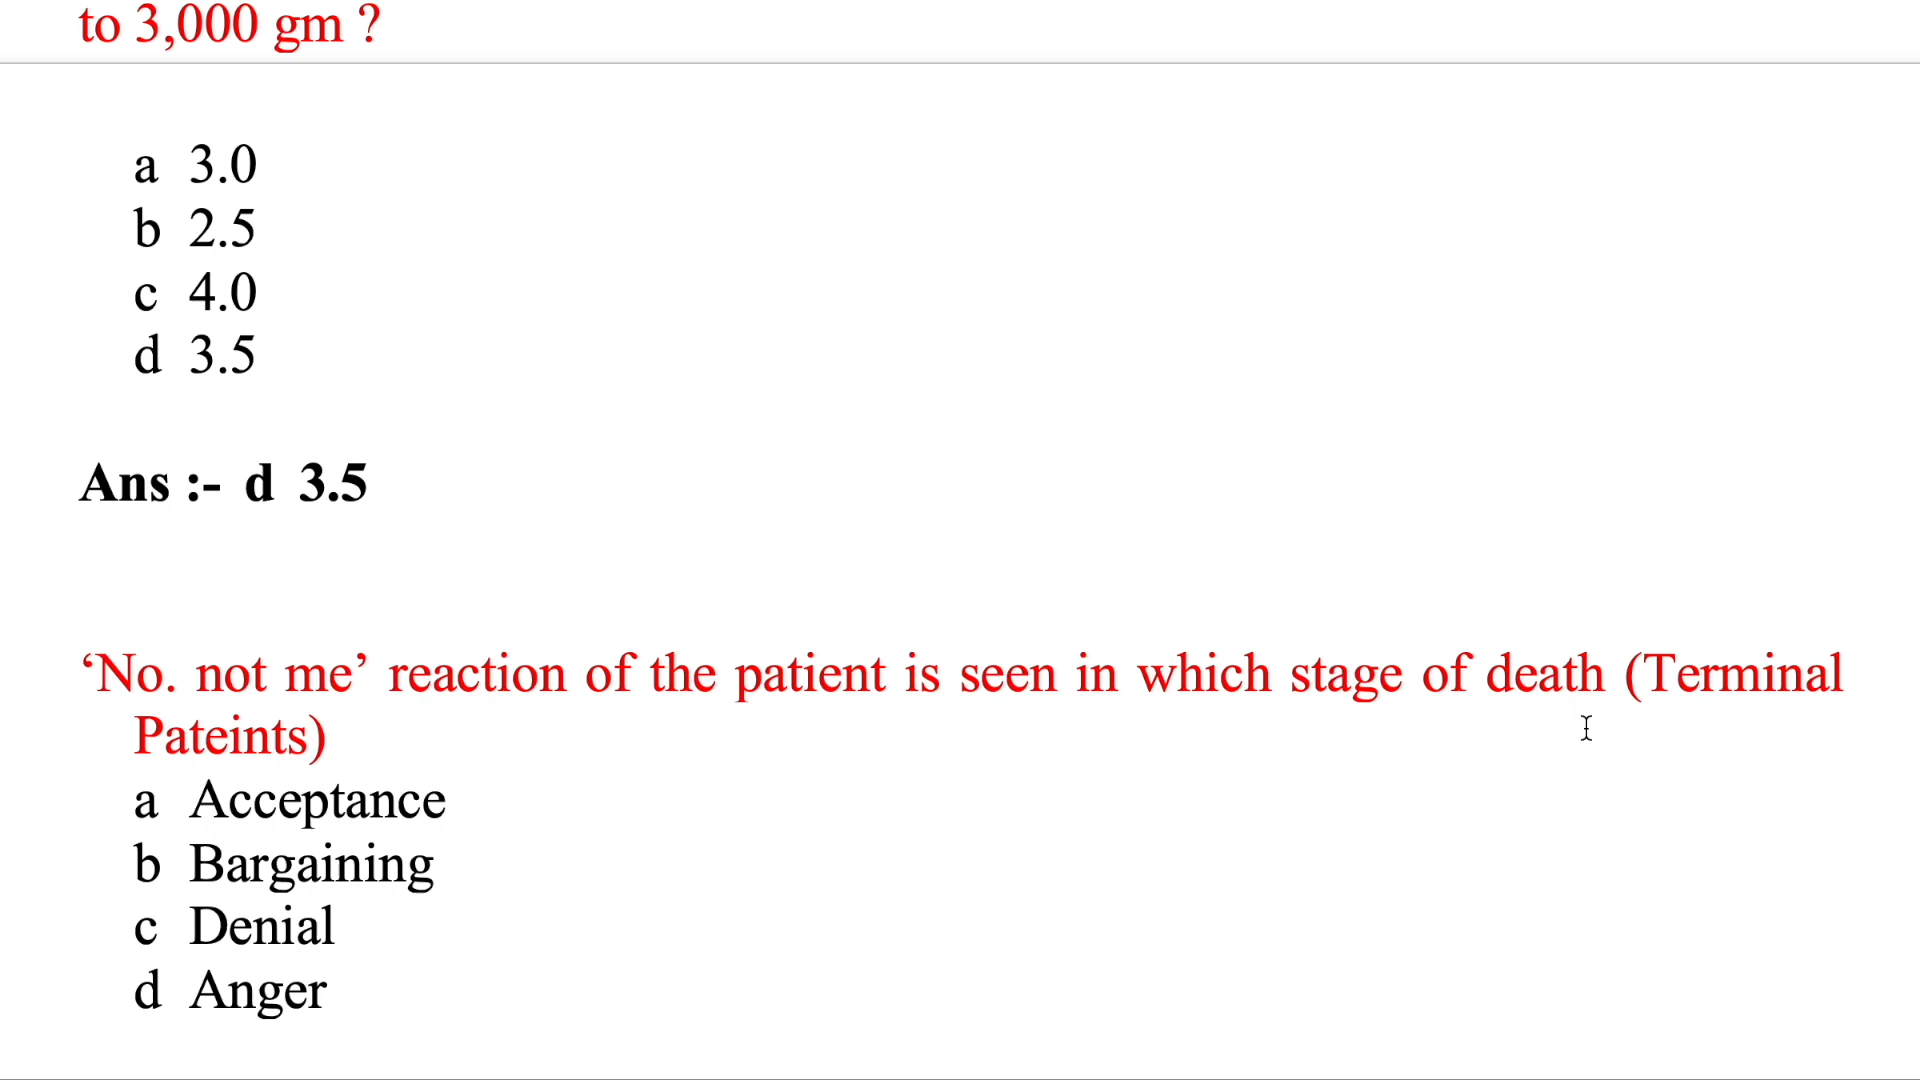 to 3,000 gm ?
a 3.0
b 2.5
c 4.0
d 3.5
Ans :- d 3.5
‘No. not me’ reaction of the patient is seen in which stage of death (Terminal
Pateints)
a Acceptance
b Bargaining
c Denial
d Anger